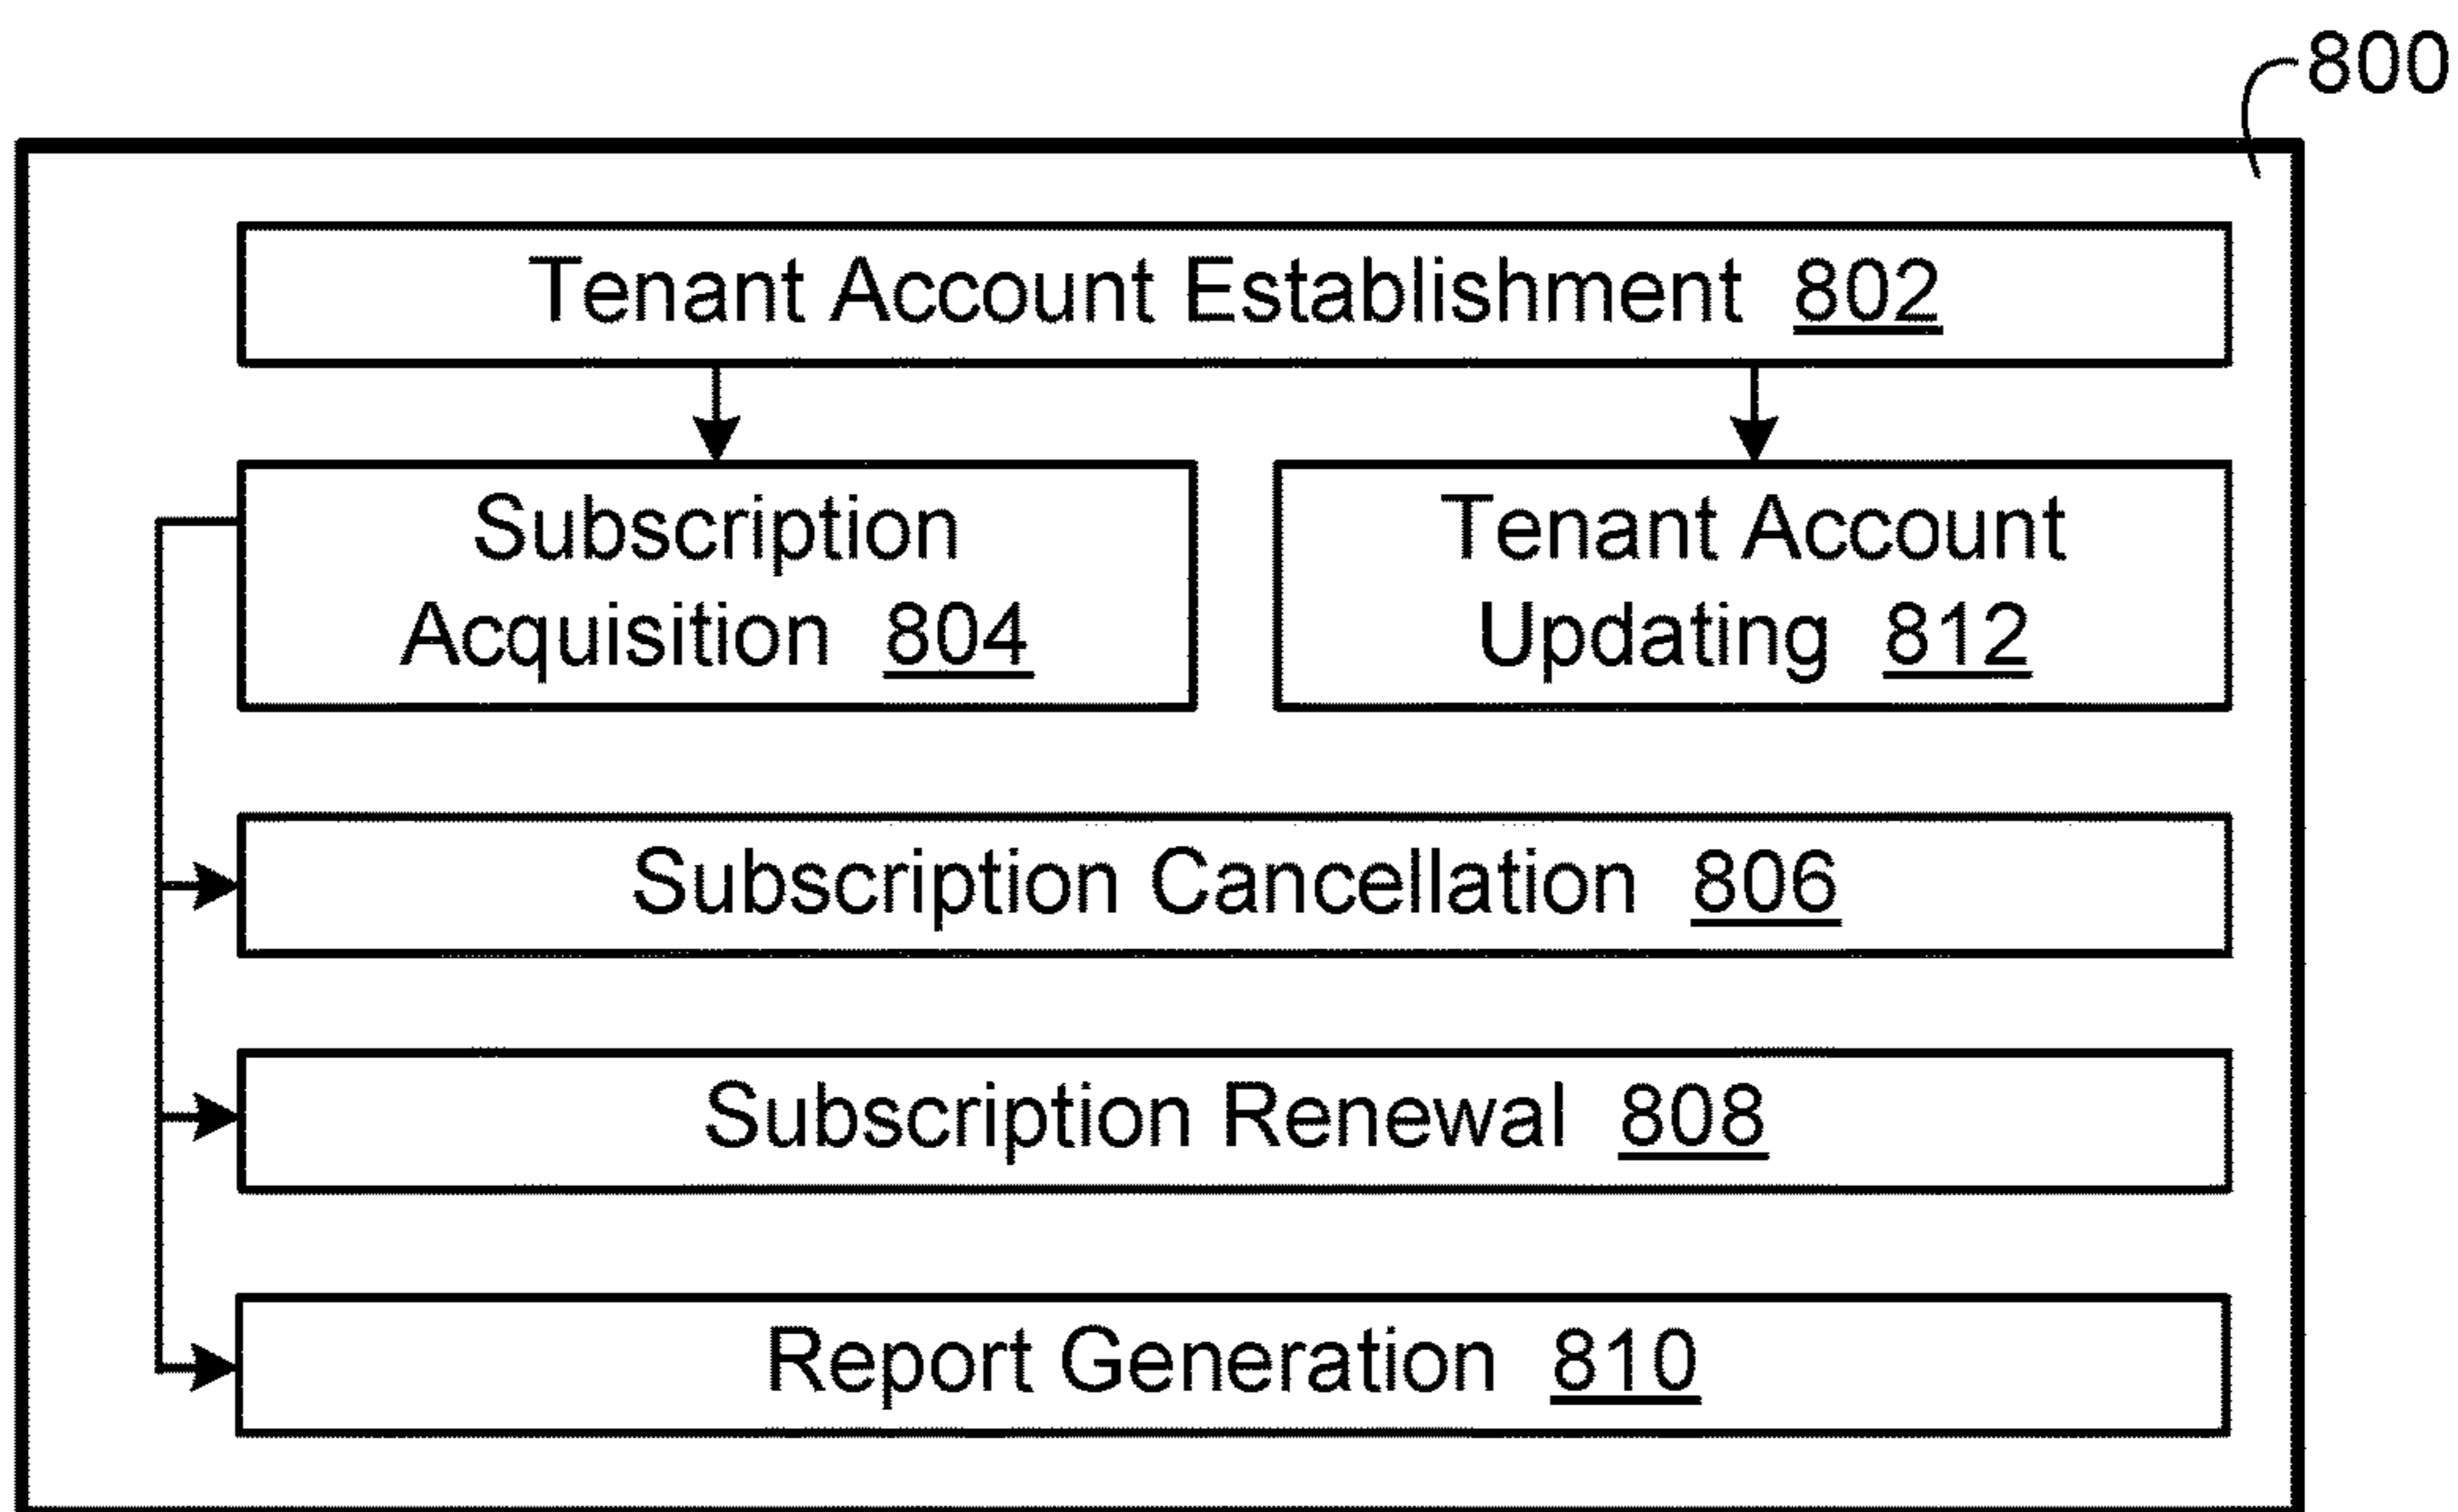 800
Tenant Account Establishment 802
Subscription
Acquisition 804
Tenant Account
Updating 812
Subscription Cancellation 806
Subscription Renewal 808
Report Generation 810